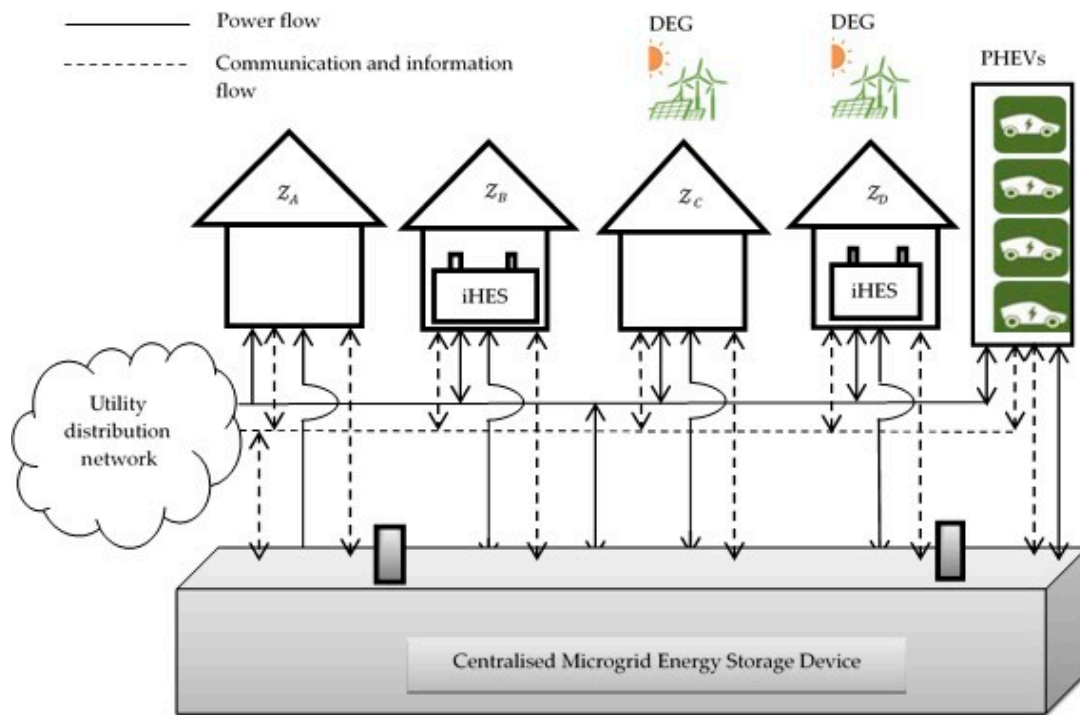 Power flow
Communication and information
flow
DEG
DEG
PHEVs
Z_A
Z_B
Z_C
Z_D
iHES
iHES
Utility
distribution
network
Centralised Microgrid Energy Storage Device